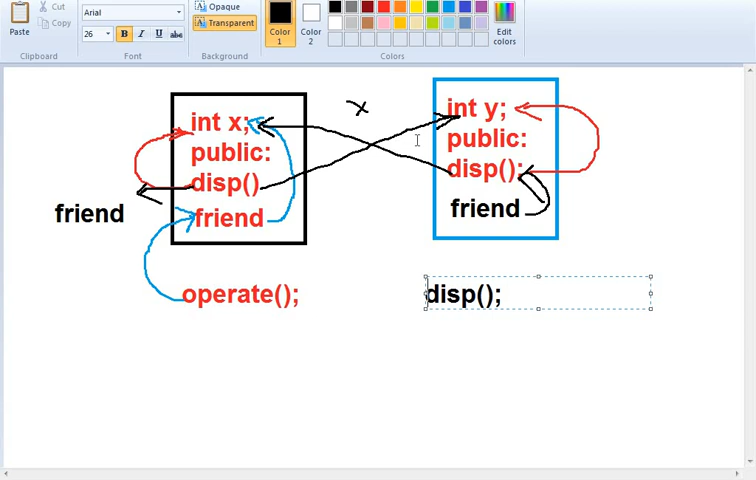 Cut
Copy
Paste
Clipboard
Arial
26
B I U abc
Font
Opaque
Transparent
Background
Color
1
Color
2
Edit
colors
Colors
x
int x;
public:
disp()
friend
friend
operate();
int y;
public:
disp();
friend
disp();